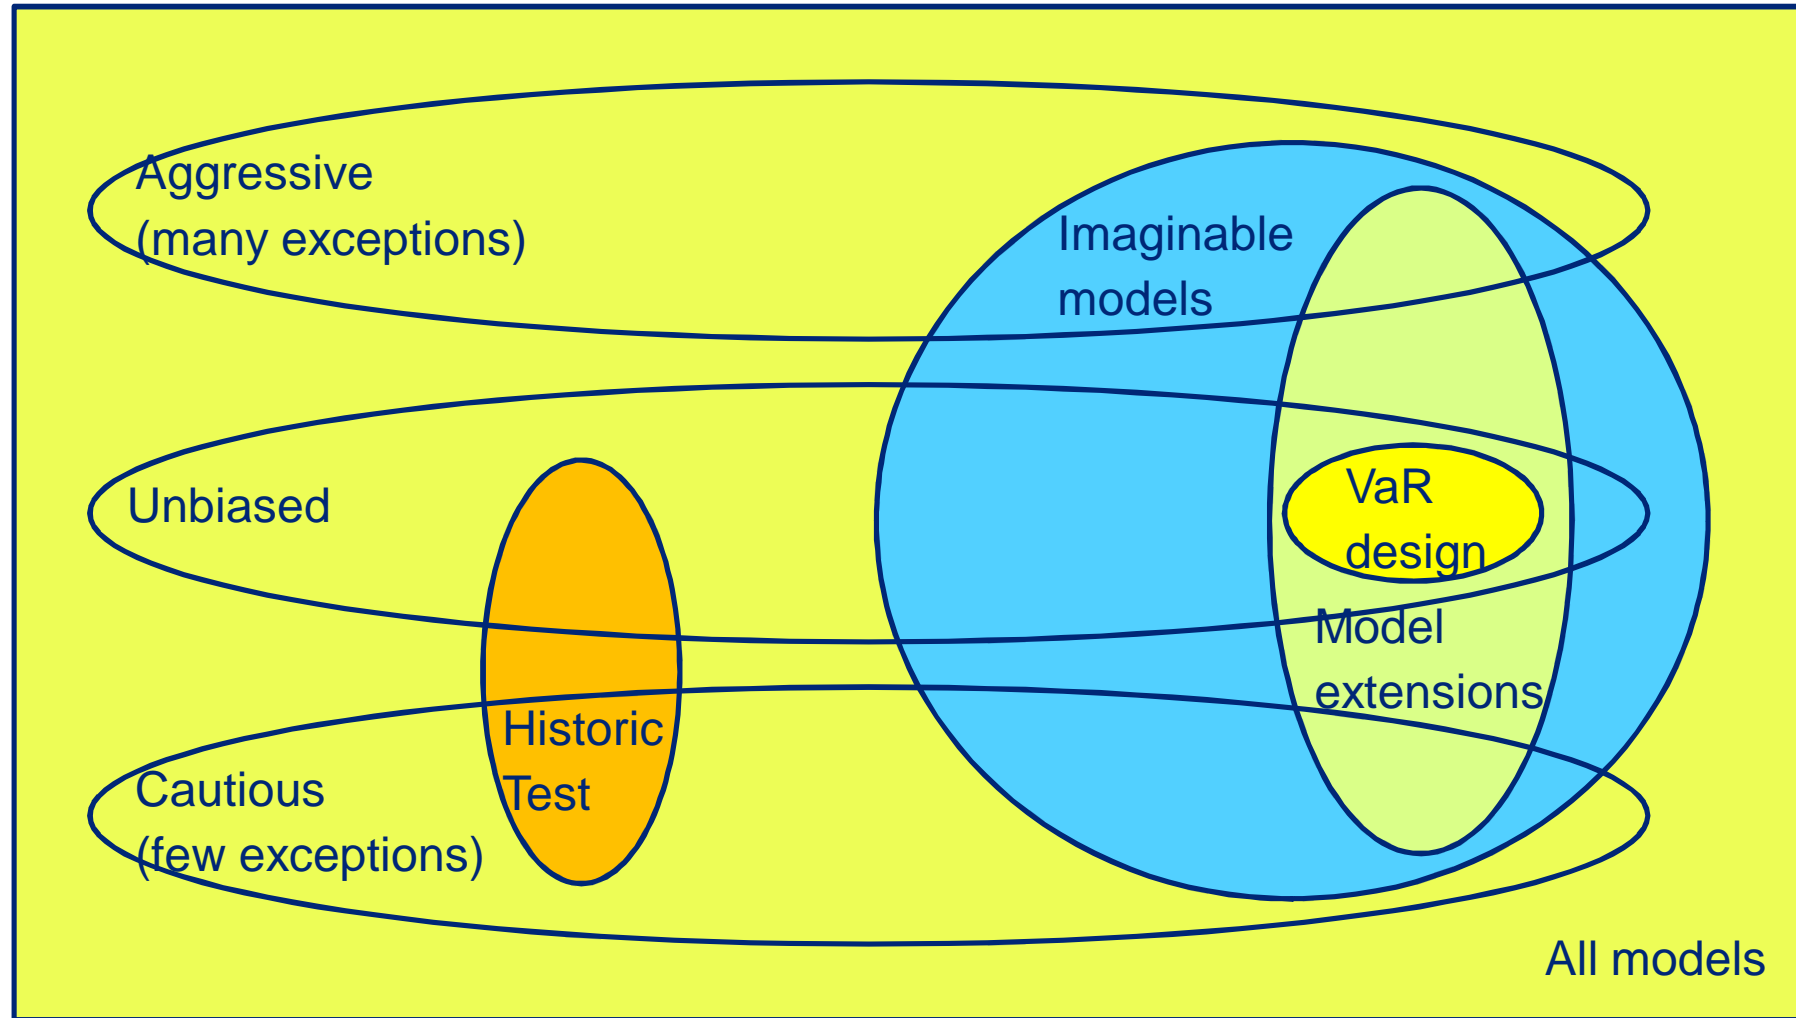 Aggressive
(many exceptions)
Imaginable
models
Unbiased
VaR
design
Model
extensions
Historic
Test
Cautious
(few exceptions)
All models